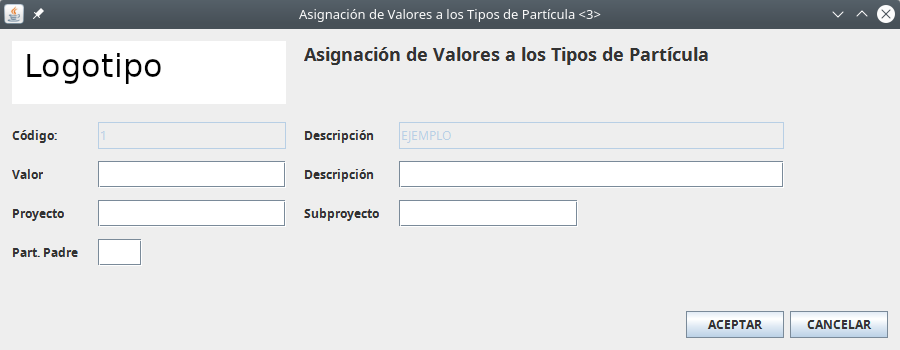 Asignación de Valores a los Tipos de Partícula <3>
Logotipo
Asignación de Valores a los Tipos de Partícula
Código: 1 Descripción EJEMPLO
Valor Descripción
Proyecto Subproyecto
Part. Padre
ACEPTAR CANCELAR